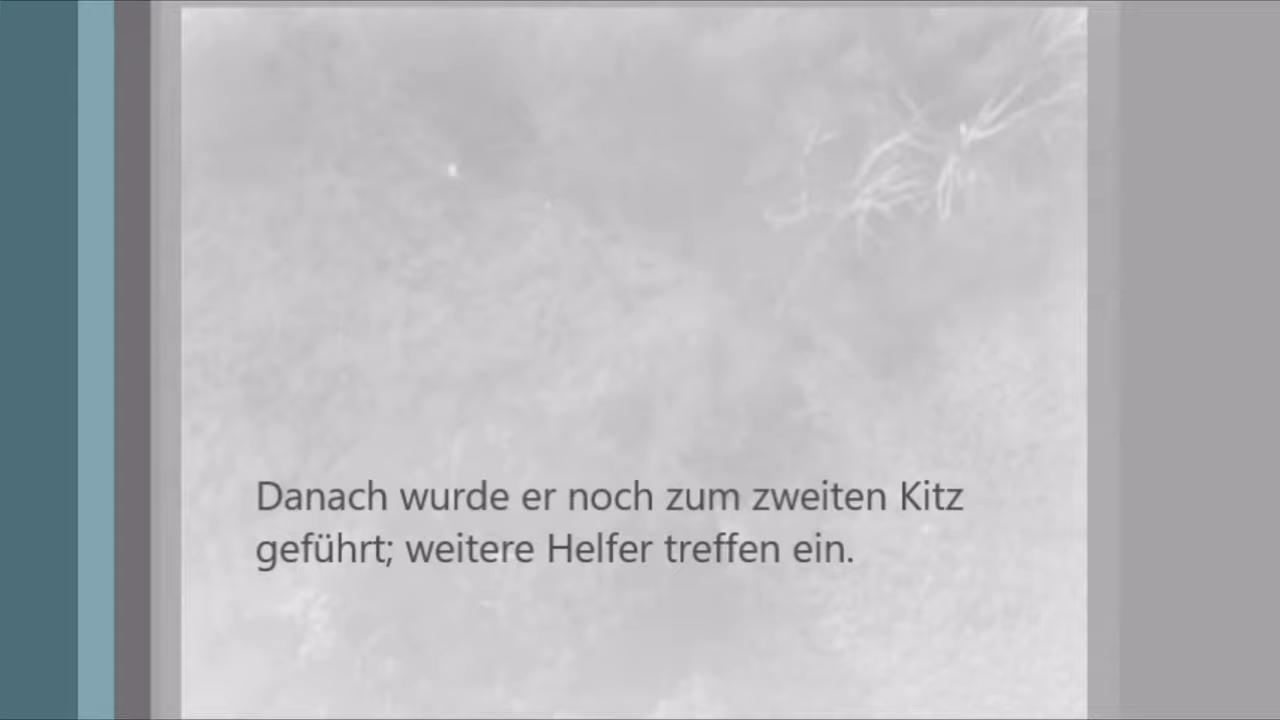 Danach wurde er noch zum zweiten Kitz
geführt; weitere Helfer treffen ein.